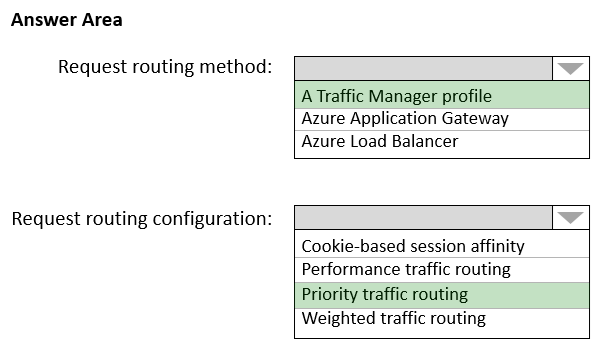 Answer Area
Request routing method:
A Traffic Manager profile
Azure Application Gateway
Azure Load Balancer
Request routing configuration:
Cookie-based session affinity
Performance traffic routing
Priority traffic routing
Weighted traffic routing